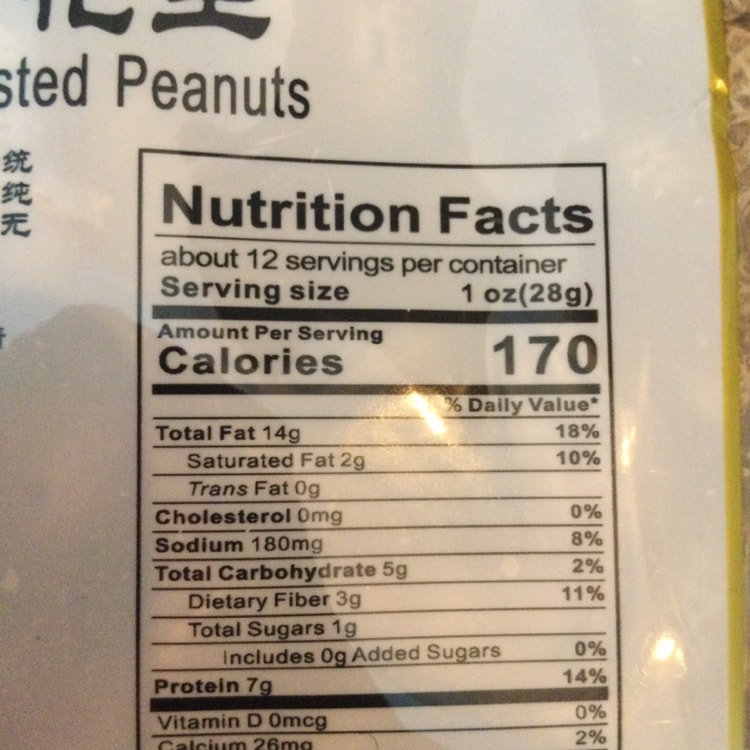 Peanuts
统
纯
无
Nutrition Facts
about 12 servings per container
Serving size 1 oz(28g)
Amount Per Serving
Calories 170
% Daily Value*
Total Fat 14g 18%
Saturated Fat 2g 10%
Trans Fat 0g
Cholesterol 0mg 0%
Sodium 180mg 8%
Total Carbohydrate 5g 2%
Dietary Fiber 3g 11%
Total Sugars 1g
Includes 0g Added Sugars 0%
Protein 7g 14%
Vitamin D 0mcg 0%
Calcium 26mg 2%